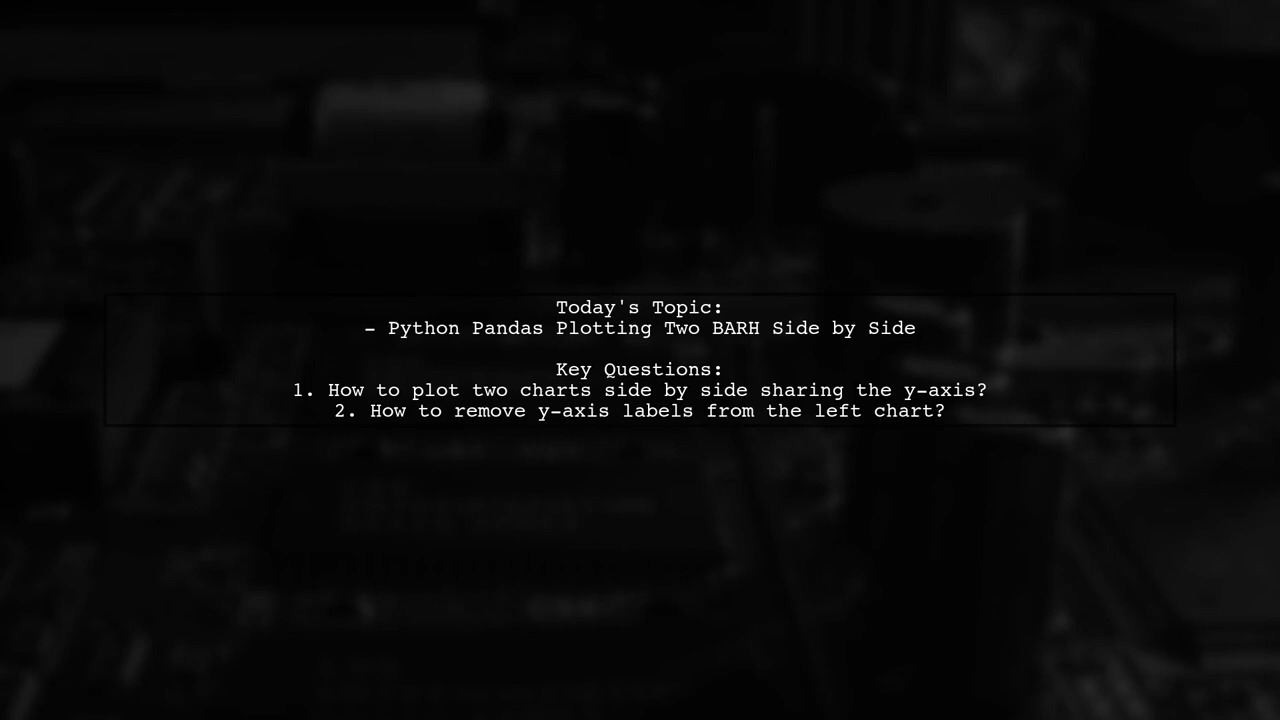 Today's Topic:
- Python Pandas Plotting Two BARH Side by Side
Key Questions:
1. How to plot two charts side by side sharing the y-axis?
2. How to remove y-axis labels from the left chart?